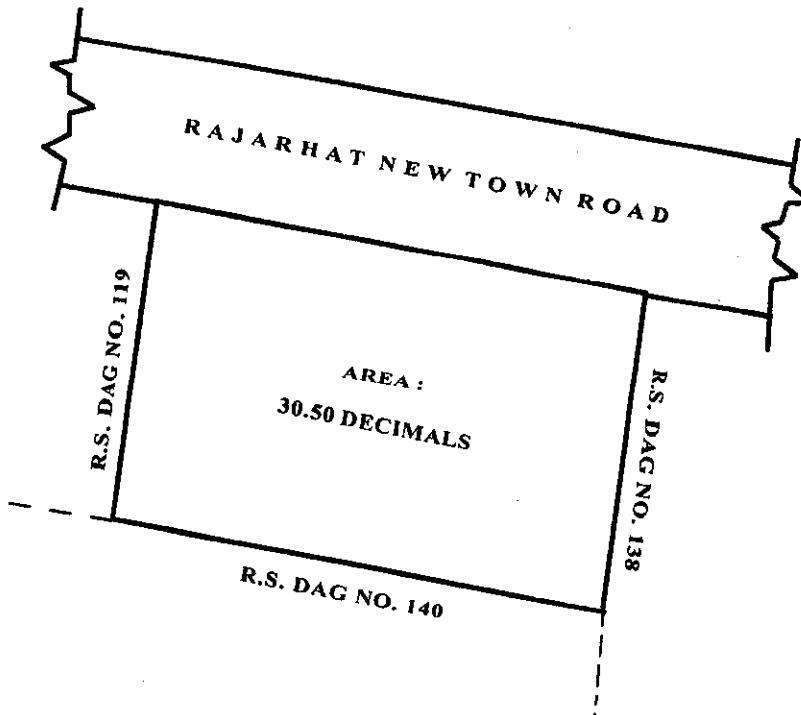 RAJARHAT NEW TOWN ROAD
R.S. DAG NO. 119
AREA :
30.50 DECIMALS
R.S. DAG NO. 138
R.S. DAG NO. 140